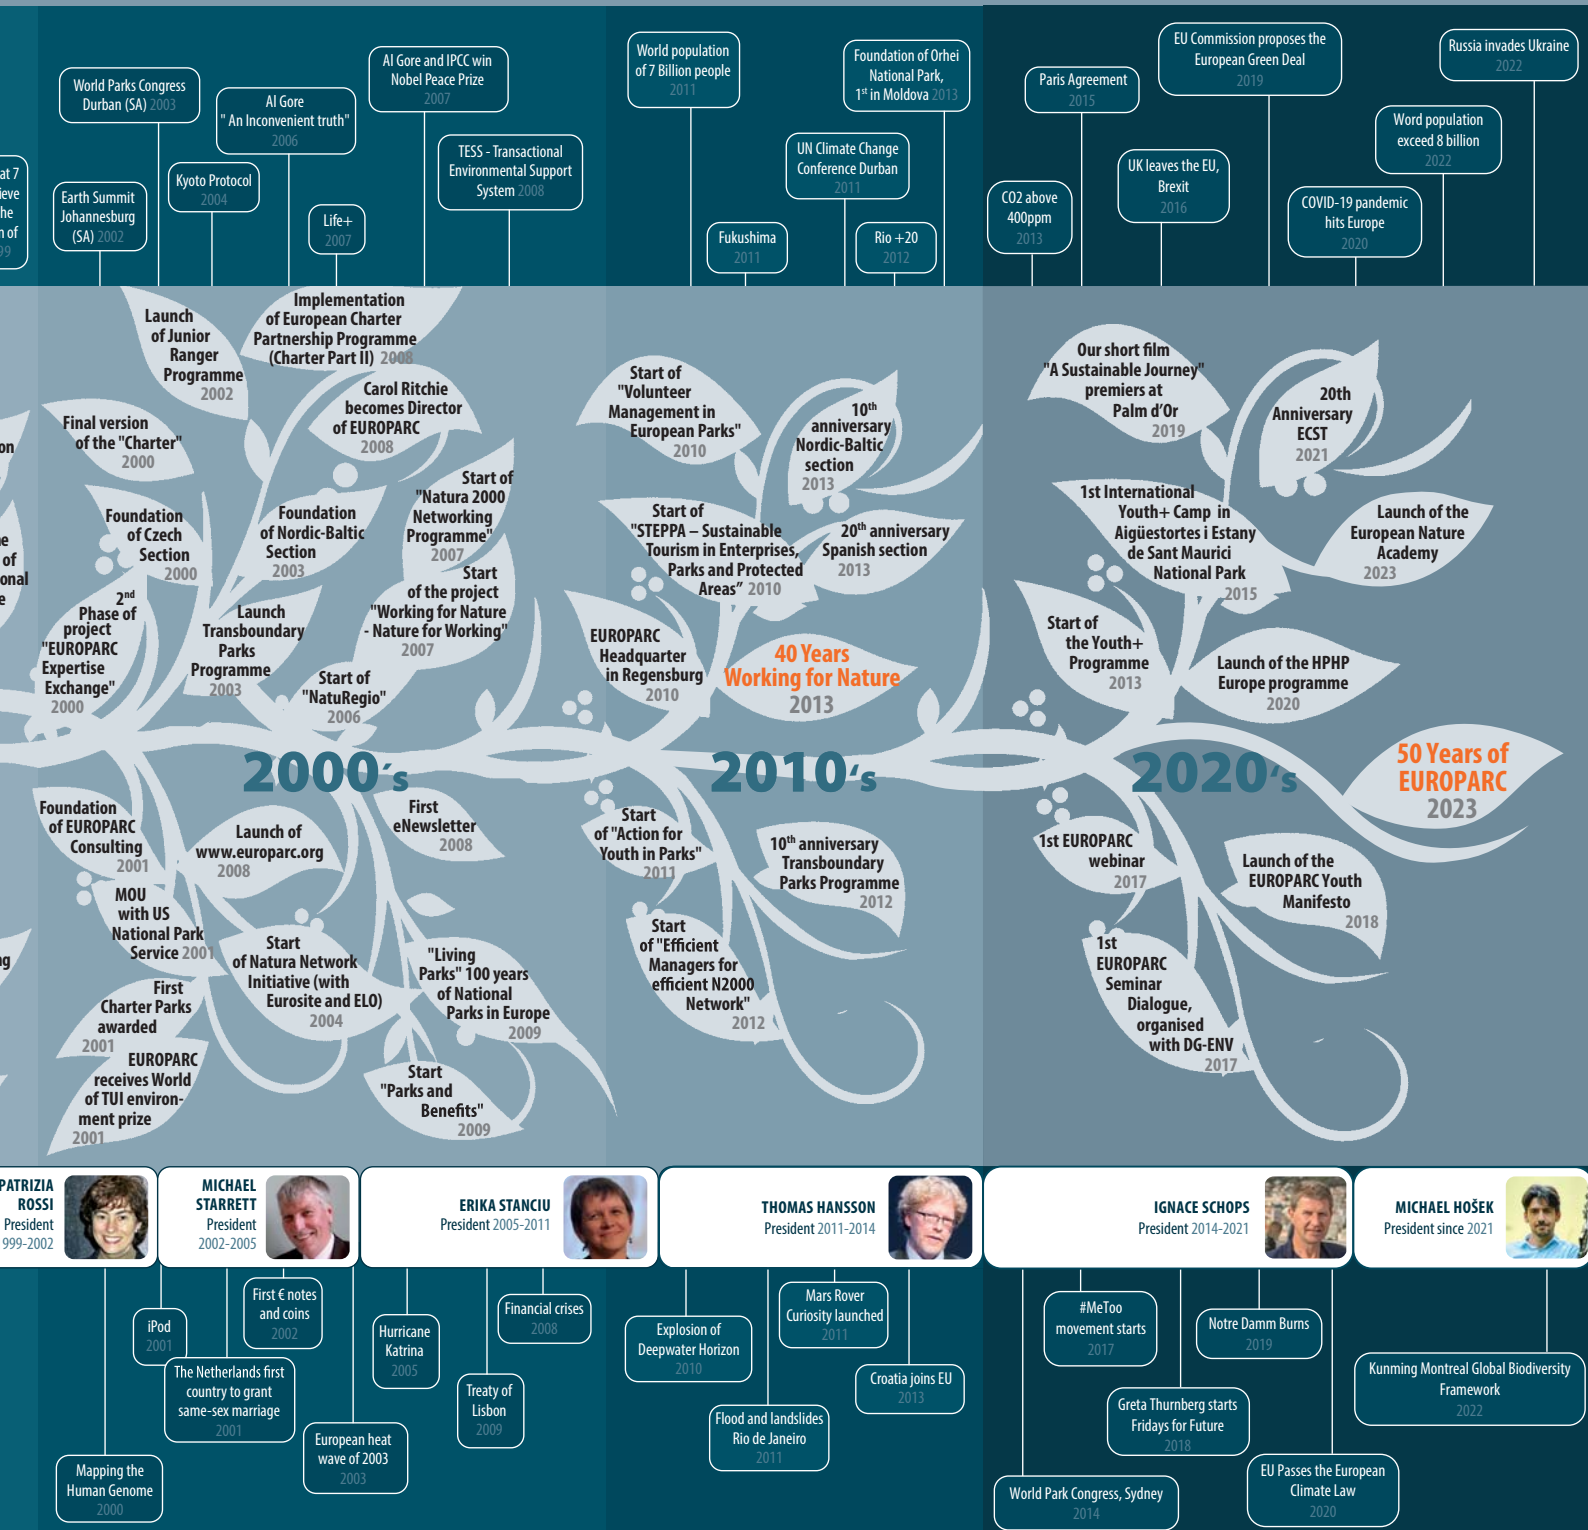 at 7
ieve
he
n of
99
World Parks Congress
Durban (SA) 2003
Earth Summit
Johannesburg
(SA) 2002
Kyoto Protocol
2004
Al Gore
" An Inconvenient truth"
2006
Life+
2007
Al Gore and IPCC win
Nobel Peace Prize
2007
TESS - Transactional
Environmental Support
System 2008
World population
of 7 Billion people
2011
Fukushima
2011
UN Climate Change
Conference Durban
2011
Foundation of Orhei
National Park,
1st in Moldova 2013
Rio +20
2012
CO2 above
400ppm
2013
Paris Agreement
2015
UK leaves the EU,
Brexit
2016
EU Commission proposes the
European Green Deal
2019
COVID-19 pandemic
hits Europe
2020
Word population
exceed 8 billion
2022
Russia invades Ukraine
2022
on
e
of
onal
e
ng
Launch
of Junior
Ranger
Programme
2002
Implementation
of European Charter
Partnership Programme
(Charter Part II) 2008
Final version
of the "Charter"
2000
Carol Ritchie
becomes Director
of EUROPARC
2008
Foundation
of Czech
Section
2000
Foundation
of Nordic-Baltic
Section
2003
Start of
"Natura 2000
Networking
Programme"
2007
2nd
Phase of
project
"EUROPARC
Expertise
Exchange"
2000
Launch
Transboundary
Parks
Programme
2003
Start
of the project
"Working for Nature
- Nature for Working"
2007
Start of
"NatuRegio"
2006
2000´s
Foundation
of EUROPARC
Consulting
2001
Launch of
www.europarc.org
2008
First
eNewsletter
2008
MOU
with US
National Park
Service 2001
Start
of Natura Network
Initiative (with
Eurosite and ELO)
2004
"Living
Parks" 100 years
of National
Parks in Europe
2009
First
Charter Parks
awarded
2001
EUROPARC
receives World
of TUI environ-
ment prize
2001
Start
"Parks and
Benefits"
2009
Start of
"Volunteer
Management in
European Parks"
2010
10th
anniversary
Nordic-Baltic
section
2013
Start of
"STEPPA – Sustainable
Tourism in Enterprises,
Parks and Protected
Areas” 2010
20th anniversary
Spanish section
2013
EUROPARC
Headquarter
in Regensburg
2010
40 Years
Working for Nature
2013
2010‘s
Start
of "Action for
Youth in Parks"
2011
10th anniversary
Transboundary
Parks Programme
2012
Start
of "Efficient
Managers for
efficient N2000
Network"
2012
Our short film
"A Sustainable Journey"
premiers at
Palm d’Or
2019
20th
Anniversary
ECST
2021
1st International
Youth+ Camp in
Aigüestortes i Estany
de Sant Maurici
National Park
2015
Launch of the
European Nature
Academy
2023
Start of
the Youth+
Programme
2013
Launch of the HPHP
Europe programme
2020
2020‘s
50 Years of
EUROPARC
2023
1st EUROPARC
webinar
2017
Launch of the
EUROPARC Youth
Manifesto
2018
1st
EUROPARC
Seminar
Dialogue,
organised
with DG-ENV
2017
PATRIZIA
ROSSI
President
999-2002
MICHAEL
STARRETT
President
2002-2005
ERIKA STANCIU
President 2005-2011
THOMAS HANSSON
President 2011-2014
IGNACE SCHOPS
President 2014-2021
MICHAEL HOŠEK
President since 2021
Mapping the
Human Genome
2000
iPod
2001
The Netherlands first
country to grant
same-sex marriage
2001
First € notes
and coins
2002
European heat
wave of 2003
2003
Hurricane
Katrina
2005
Treaty of
Lisbon
2009
Financial crises
2008
Explosion of
Deepwater Horizon
2010
Flood and landslides
Rio de Janeiro
2011
Mars Rover
Curiosity launched
2011
Croatia joins EU
2013
World Park Congress, Sydney
2014
#MeToo
movement starts
2017
Greta Thurnberg starts
Fridays for Future
2018
Notre Damm Burns
2019
EU Passes the European
Climate Law
2020
Kunming Montreal Global Biodiversity
Framework
2022